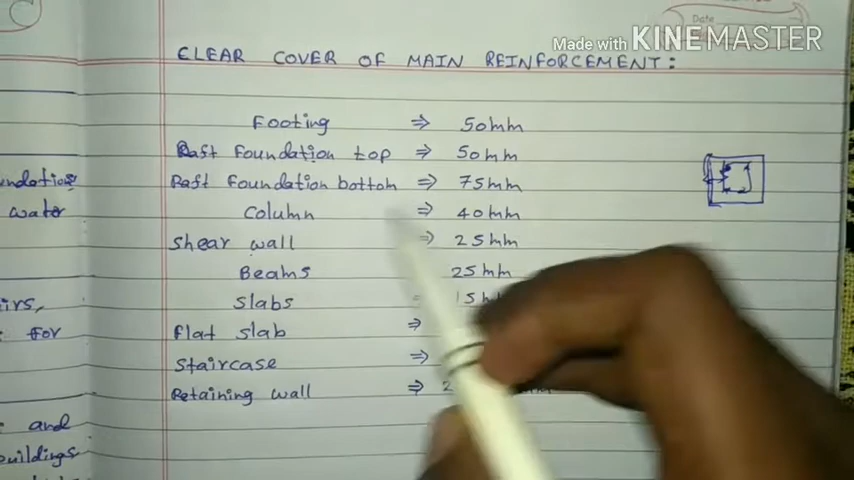 Made with KINEMASTER
Date
CLEAR COVER OF MAIN REINFORCEMENT:
Footing ⇒ 50mm
Raft foundation top ⇒ 50mm
Raft foundation bottom ⇒ 75mm
Column ⇒ 40mm
Shear wall ⇒ 25mm
Beams 25mm
Slabs
Flat slab ⇒
Staircase ⇒
Retaining wall ⇒
water
for
and